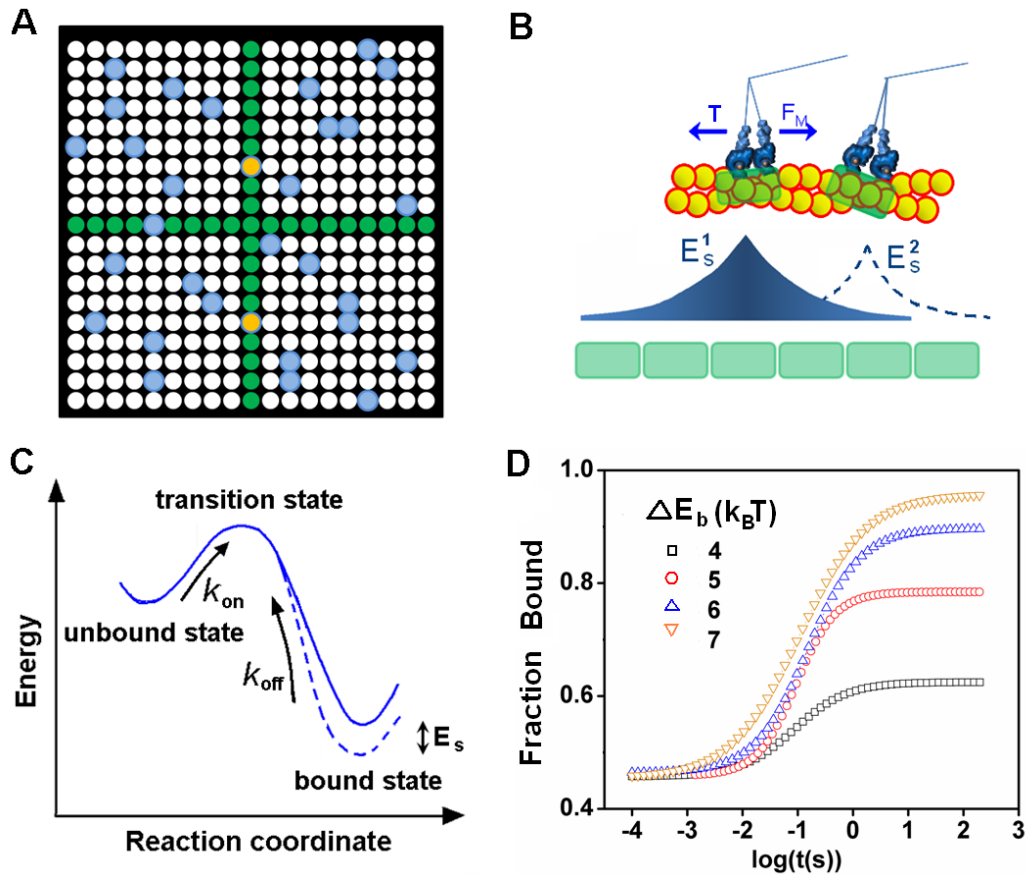 A
B
T
F_M
E_S^1
E_S^2
C
transition state
k_on
unbound state
k_off
E_s
bound state
Energy
Reaction coordinate
D
△E_b (k_BT)
4
5
6
7
1.0
0.8
0.6
0.4
Fraction Bound
-4 -3 -2 -1 0 1 2 3
log(t(s))